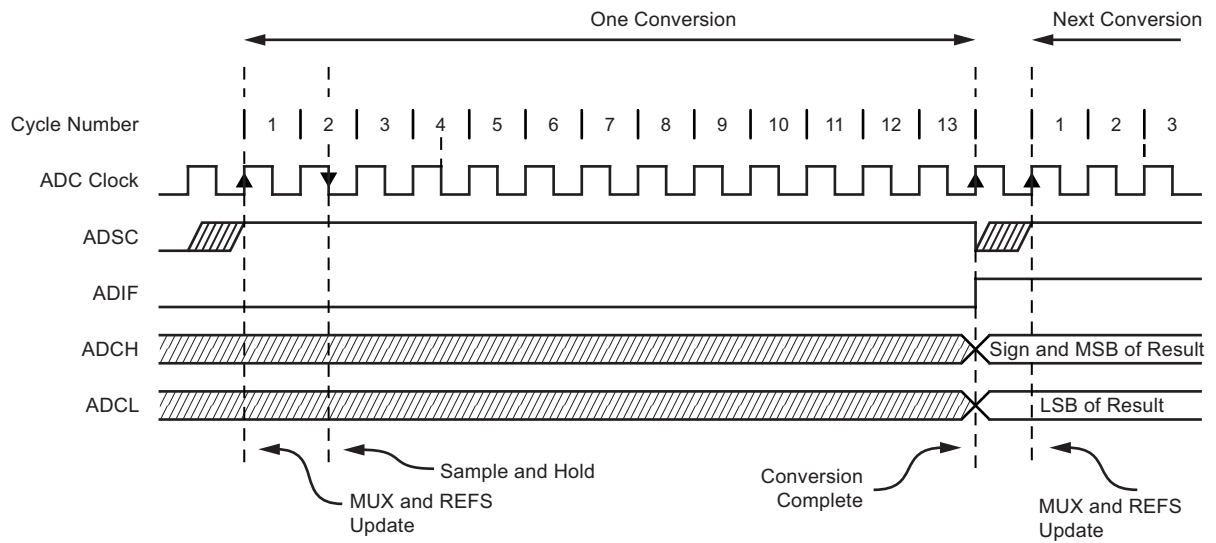 One Conversion
Next Conversion
Cycle Number
1 2 3 4 5 6 7 8 9 10 11 12 13 1 2 3
ADC Clock
ADSC
ADIF
ADCH
Sign and MSB of Result
ADCL
LSB of Result
Sample and Hold
MUX and REFS
Update
Conversion
Complete
MUX and REFS
Update